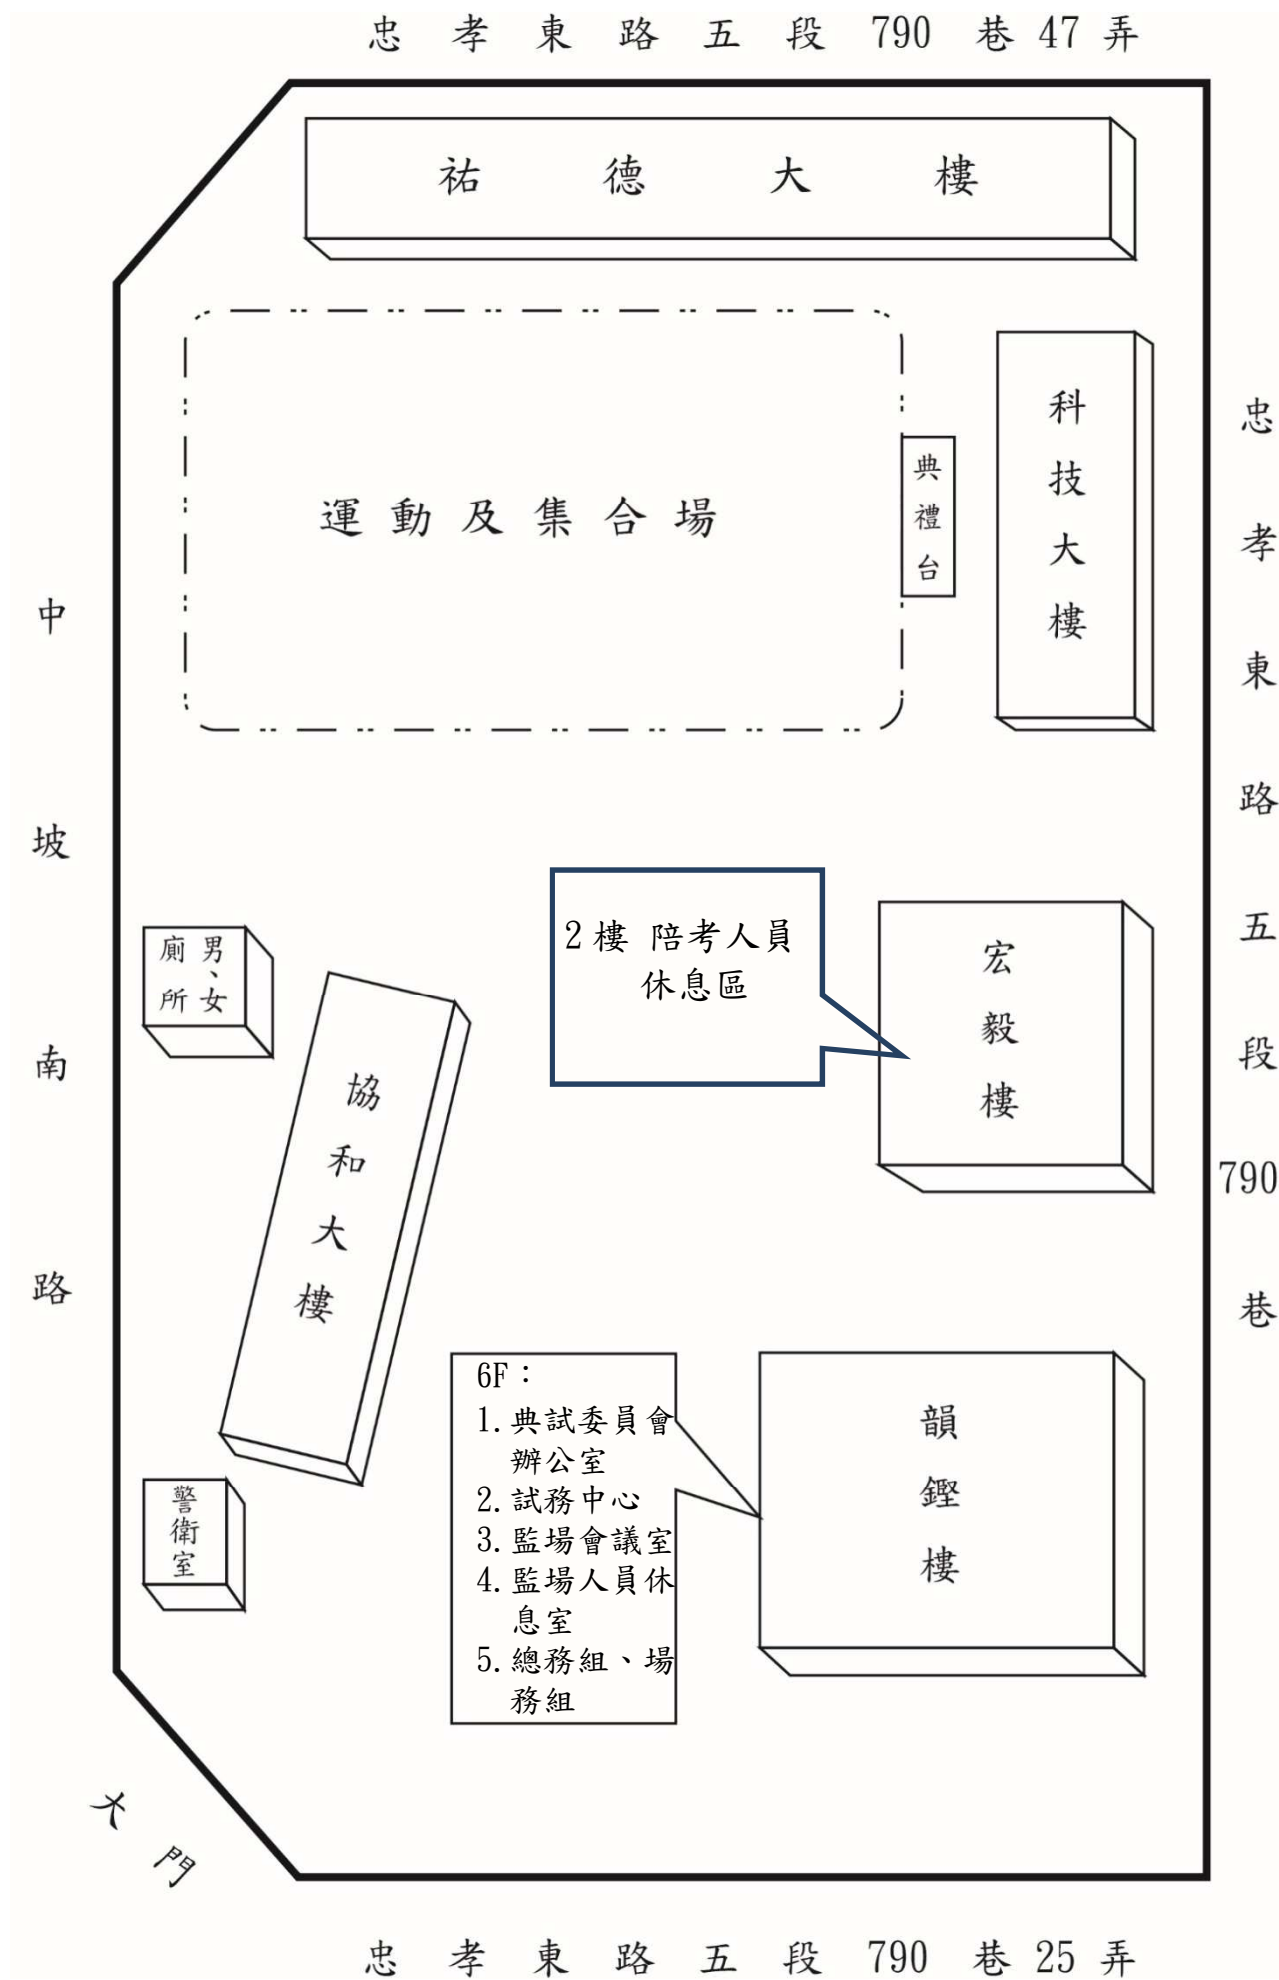 忠孝東路五段790巷47弄
祐德大樓
科技大樓
典禮台
運動及集合場
忠孝東路五段790巷
中坡南路
2樓 陪考人員
休息區
宏毅樓
男、女
廁所
協和大樓
6F：
1.典試委員會
辦公室
2.試務中心
3.監場會議室
4.監場人員休
息室
5.總務組、場
務組
韻鏗樓
警衛室
大門
忠孝東路五段790巷25弄